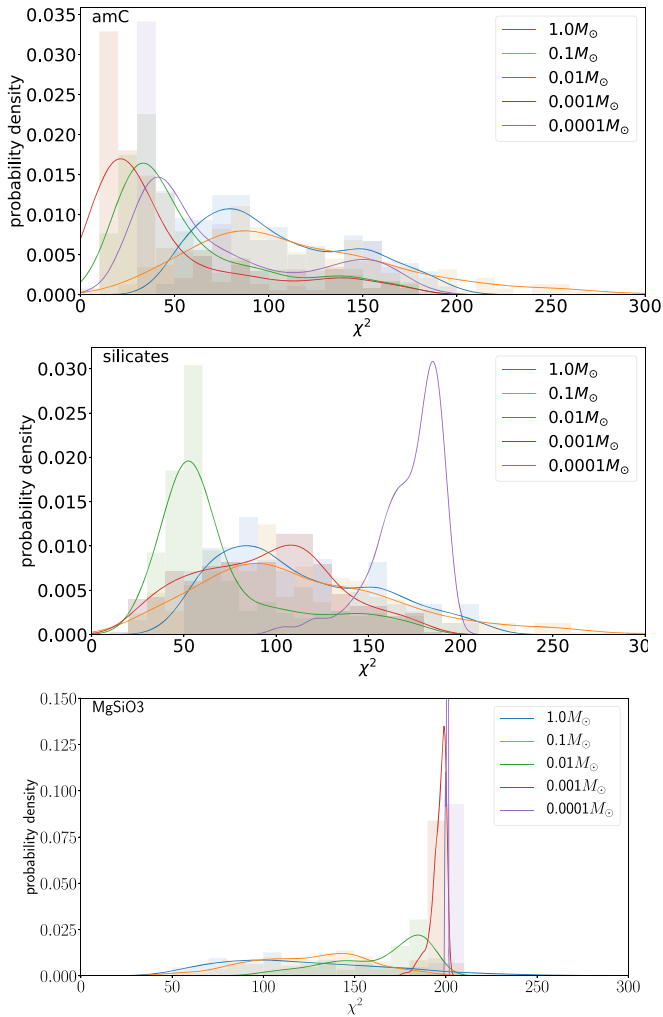 amC
0.035
0.030
0.025
0.020
0.015
0.010
0.005
0.000
probability density
0 50 100 150 200 250 300
χ²
1.0M⊙
0.1M⊙
0.01M⊙
0.001M⊙
0.0001M⊙
silicates
0.030
0.025
0.020
0.015
0.010
0.005
0.000
probability density
0 50 100 150 200 250 300
χ²
1.0M⊙
0.1M⊙
0.01M⊙
0.001M⊙
0.0001M⊙
MgSiO3
0.150
0.125
0.100
0.075
0.050
0.025
0.000
probability density
0 50 100 150 200 250 300
χ²
1.0M⊙
0.1M⊙
0.01M⊙
0.001M⊙
0.0001M⊙